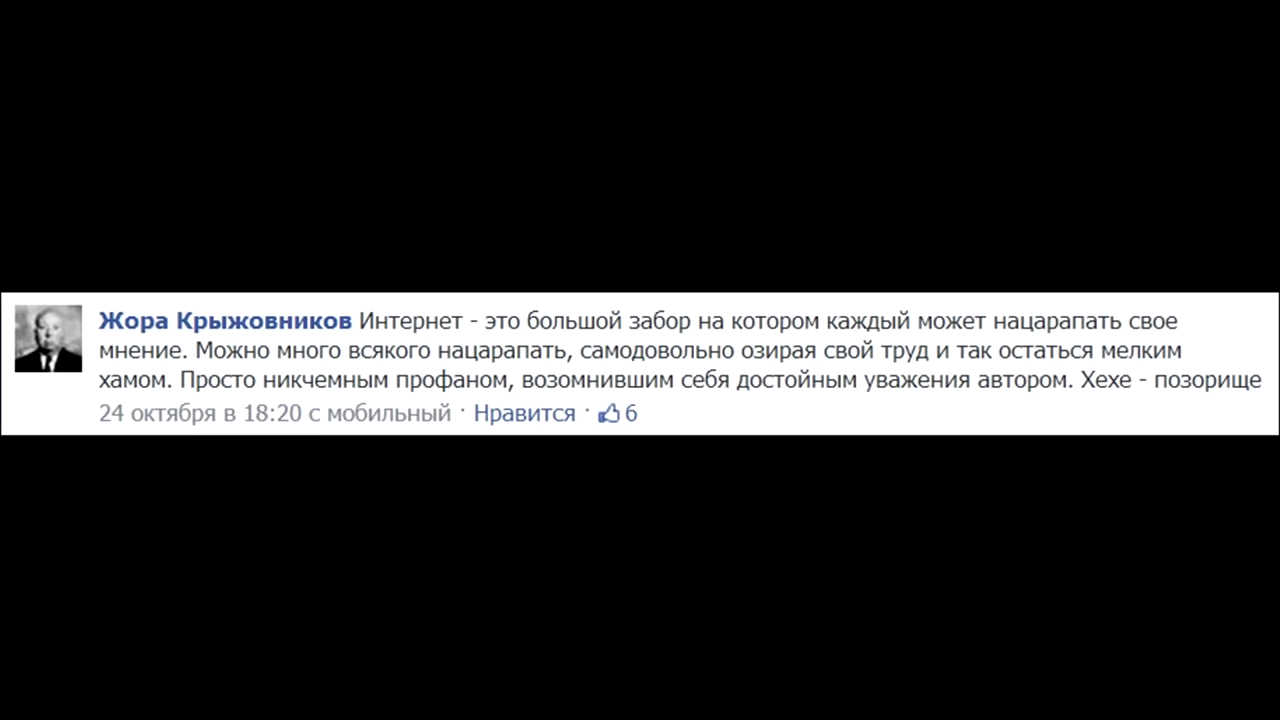 Жора Крыжовников Интернет - это большой забор на котором каждый может нацарапать свое
мнение. Можно много всякого нацарапать, самодовольно озирая свой труд и так остаться мелким
хамом. Просто никчемным профаном, возомнившим себя достойным уважения автором. Хехе - позорище
24 октября в 18:20 с мобильный · Нравится · 6